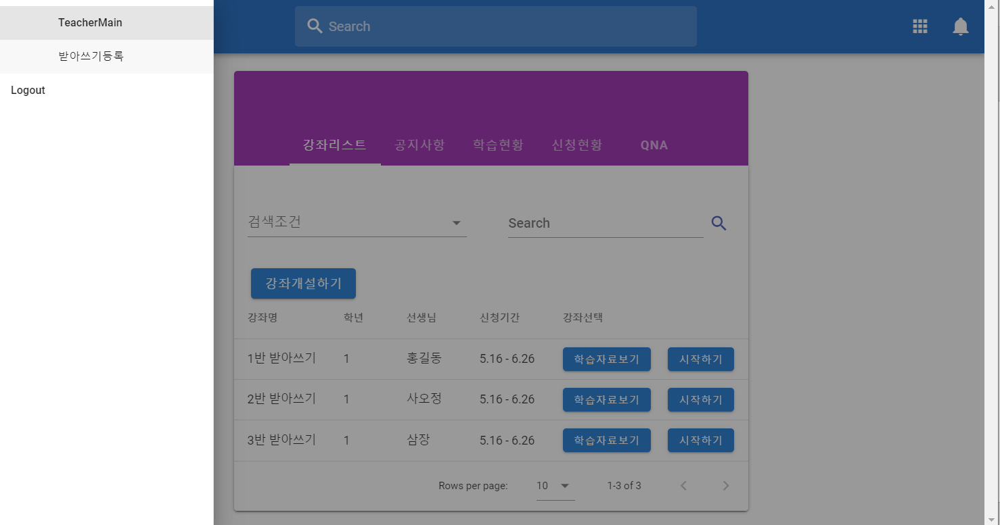 TeacherMain
받아쓰기등록
Logout
Search
강좌리스트 공지사항 학습현황 신청현황 QNA
검색조건 Search
강좌개설하기
강좌명 학년 선생님 신청기간 강좌선택
1반 받아쓰기 1 홍길동 5.16 - 6.26 학습자료보기 시작하기
2반 받아쓰기 1 사오정 5.16 - 6.26 학습자료보기 시작하기
3반 받아쓰기 1 삼장 5.16 - 6.26 학습자료보기 시작하기
Rows per page: 10 1-3 of 3